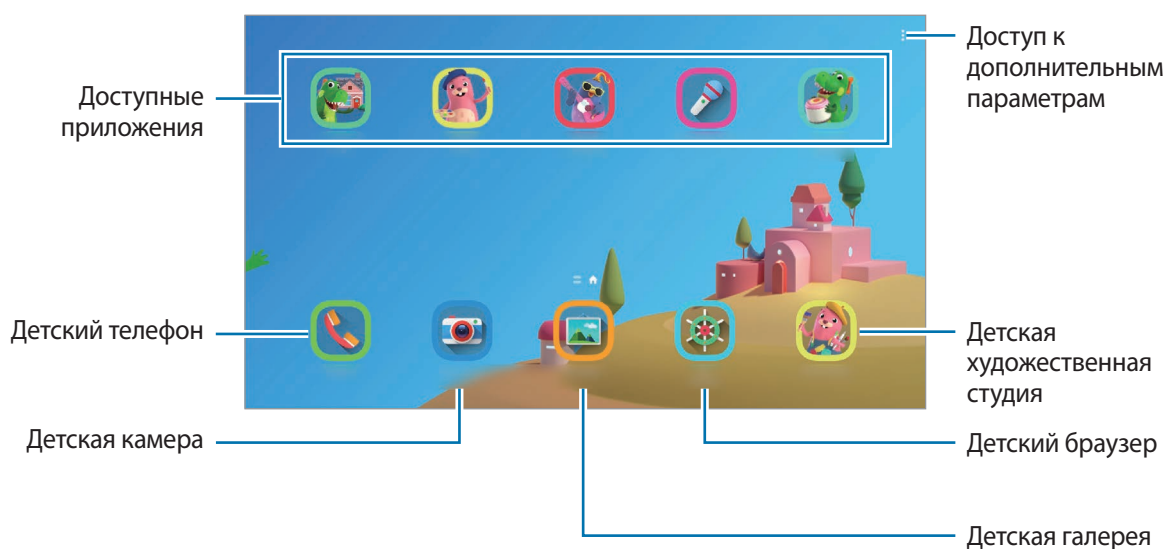 Доступ к
дополнительным
параметрам
Доступные
приложения
Детский телефон
Детская
художественная
студия
Детская камера
Детский браузер
Детская галерея